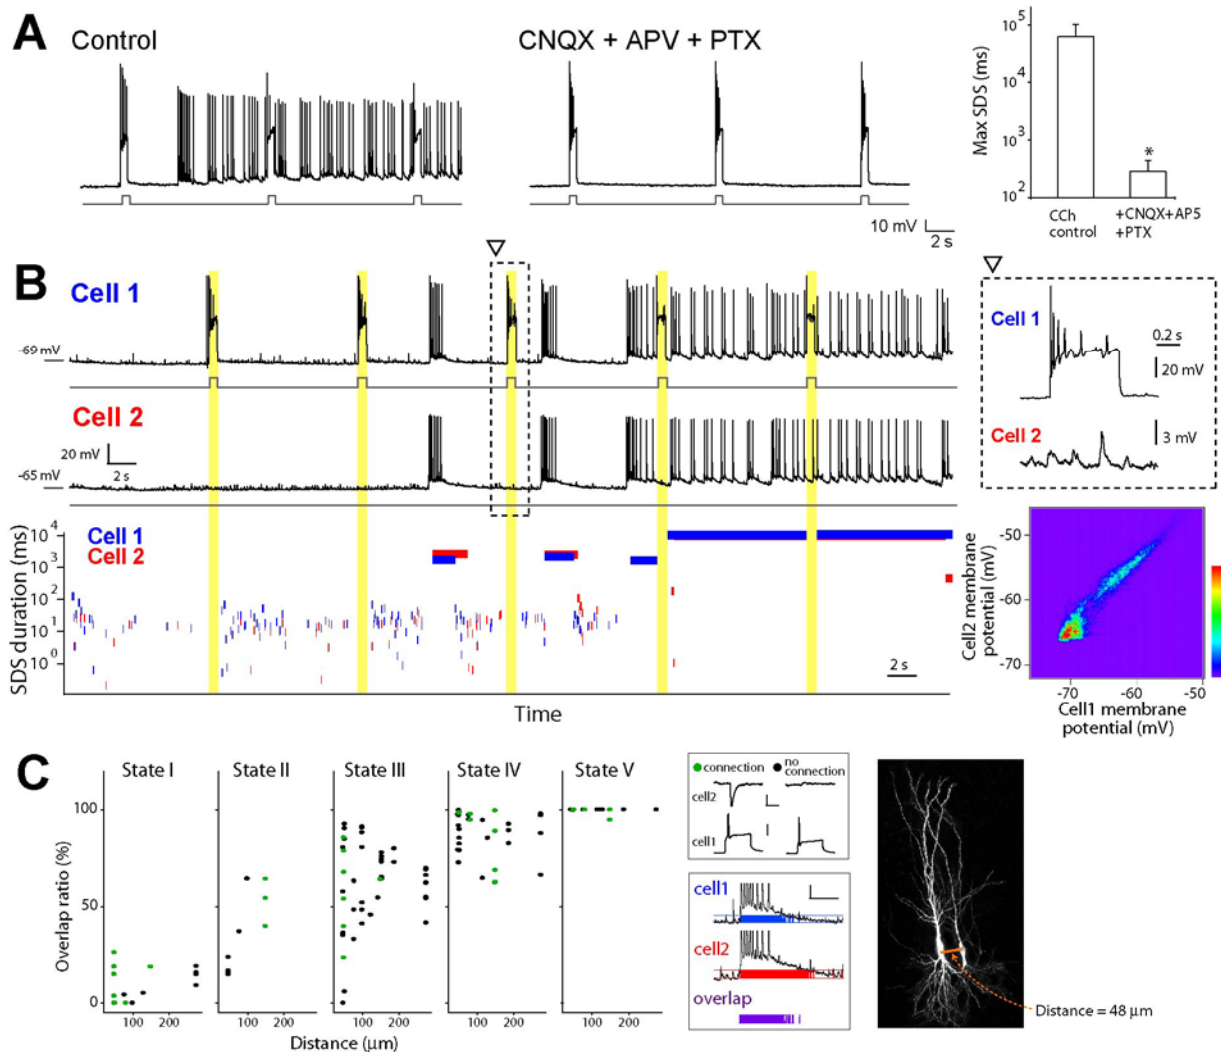 A
Control
CNQX + APV + PTX
10 mV
2 s
Max SDS (ms)
10^5
10^4
10^3
10^2
*
CCh
control
+CNQX+AP5
+PTX
B
Cell 1
-69 mV
Cell 2
20 mV
2 s
-65 mV
Cell 1
0.2 s
20 mV
Cell 2
3 mV
SDS duration (ms)
10^4
10^3
10^2
10^1
10^0
Cell 1
Cell 2
2 s
Time
Cell2 membrane
potential (mV)
-50
-60
-70
-70
-60
-50
Cell1 membrane
potential (mV)
C
State I
State II
State III
State IV
State V
Overlap ratio (%)
100
50
0
100 200
100 200
100 200
100 200
100 200
Distance (μm)
connection
no
connection
cell2
cell1
cell1
cell2
overlap
Distance = 48 μm